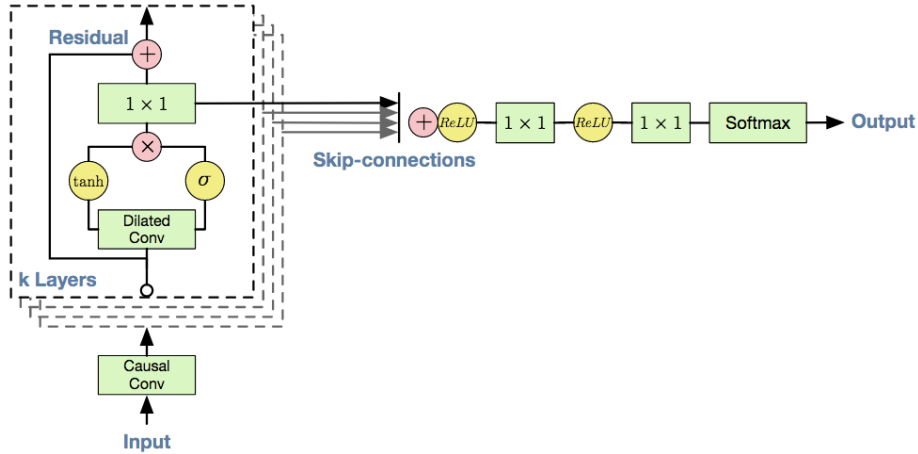 Residual
+
1 × 1
×
tanh
σ
Dilated
Conv
k Layers
Causal
Conv
Input
Skip-connections
+
ReLU
1 × 1
ReLU
1 × 1
Softmax
Output